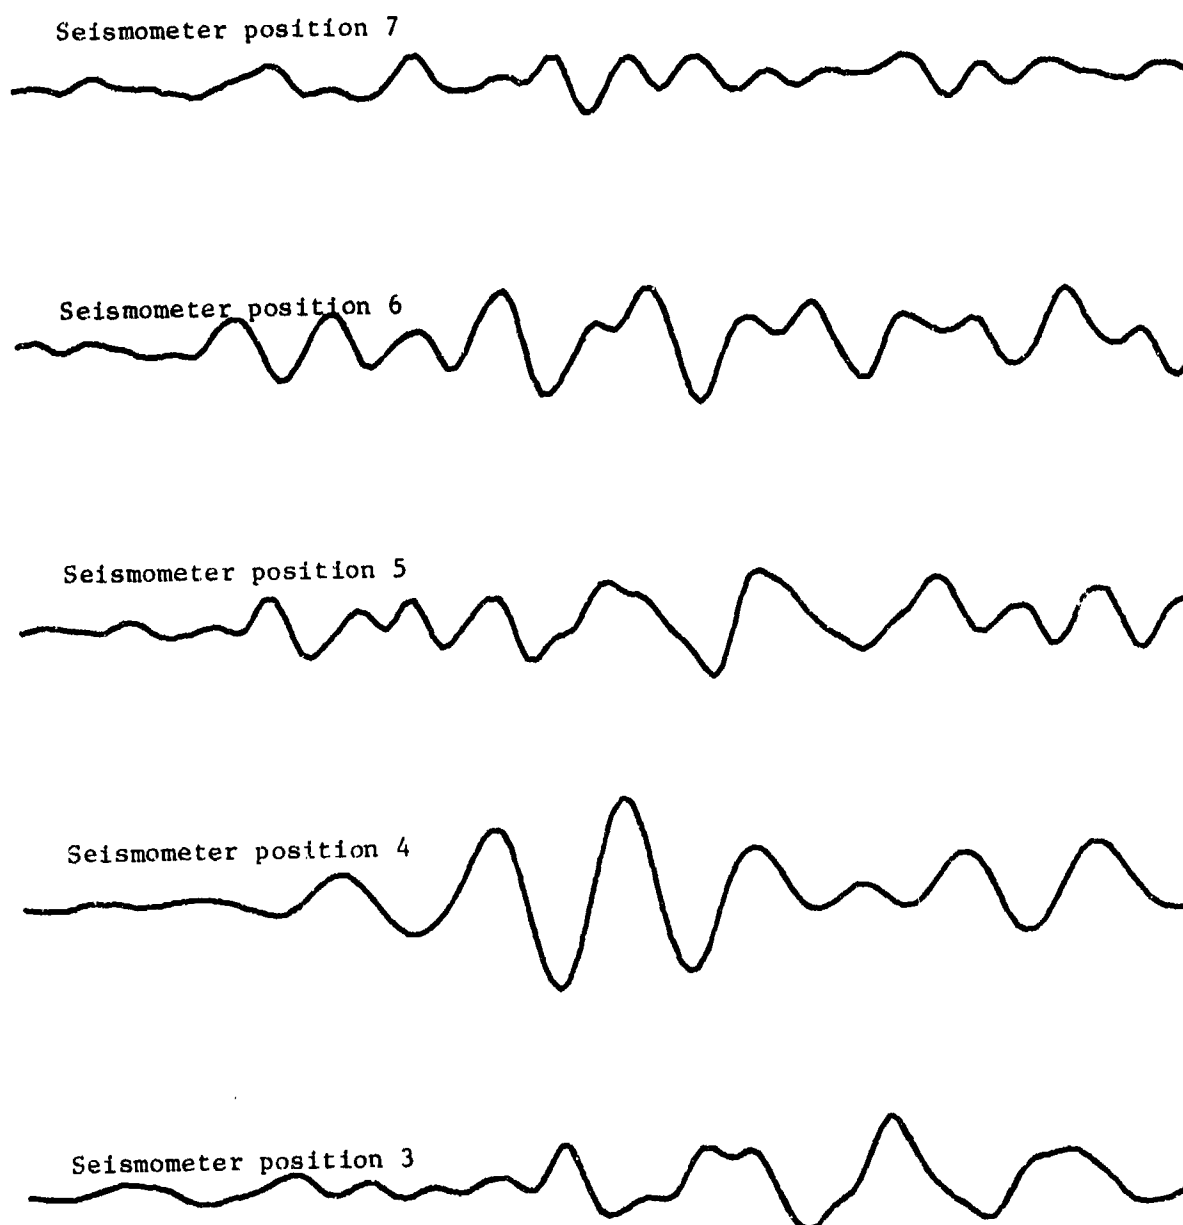 Seismometer position 7
Seismometer position 6
Seismometer position 5
Seismometer position 4
Seismometer position 3